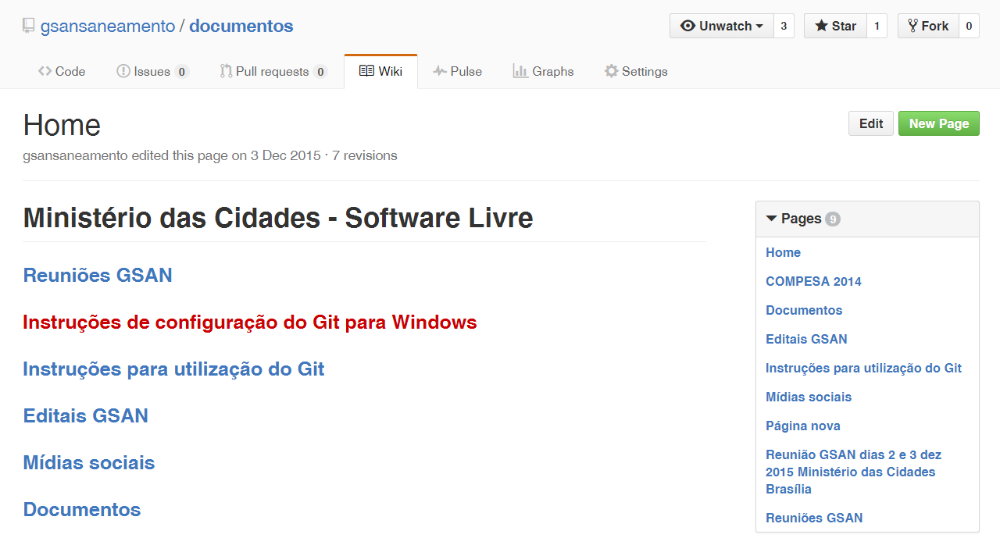 gsansaneamento / documentos
Unwatch 3 Star 1 Fork 0
Code Issues 0 Pull requests 0 Wiki Pulse Graphs Settings
Home
Edit New Page
gsansaneamento edited this page on 3 Dec 2015 · 7 revisions
Ministério das Cidades - Software Livre
Reuniões GSAN
Instruções de configuração do Git para Windows
Instruções para utilização do Git
Editais GSAN
Mídias sociais
Documentos
Pages 9
Home
COMPESA 2014
Documentos
Editais GSAN
Instruções para utilização do Git
Mídias sociais
Página nova
Reunião GSAN dias 2 e 3 dez
2015 Ministério das Cidades
Brasília
Reuniões GSAN